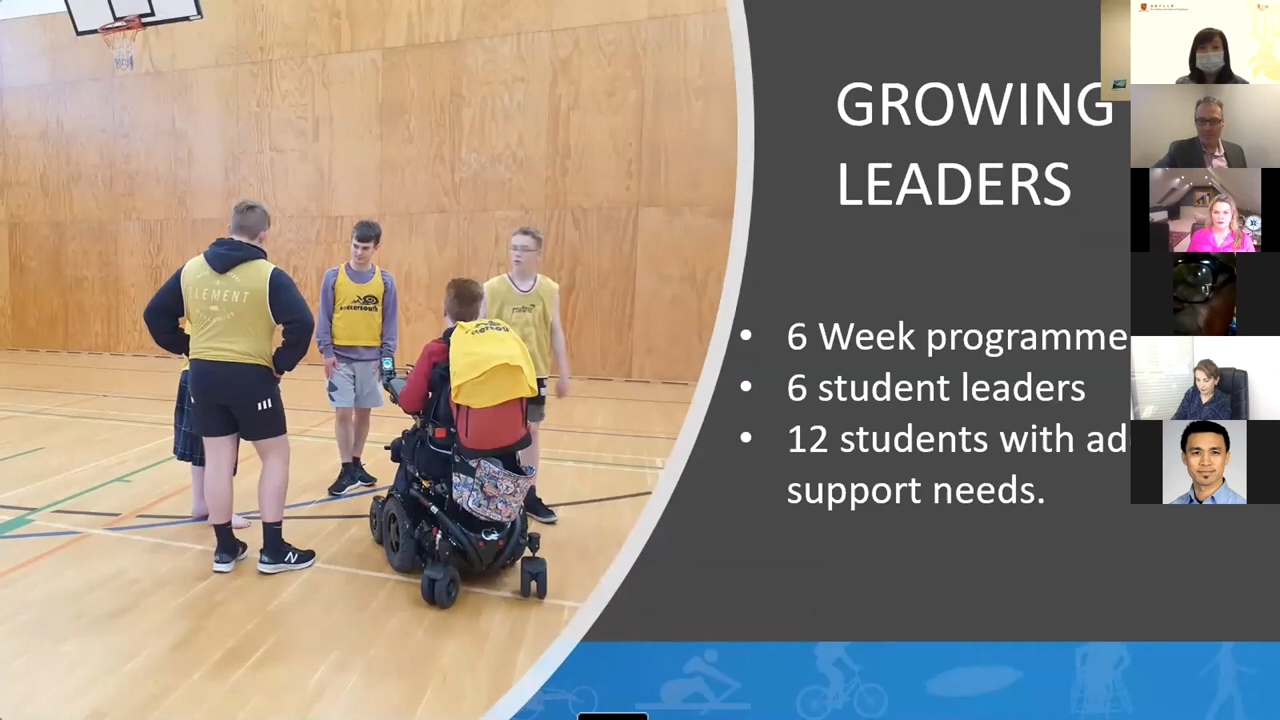 GROWING
LEADERS
• 6 Week programme
• 6 student leaders
• 12 students with ad
support needs.
ELEMENT
N